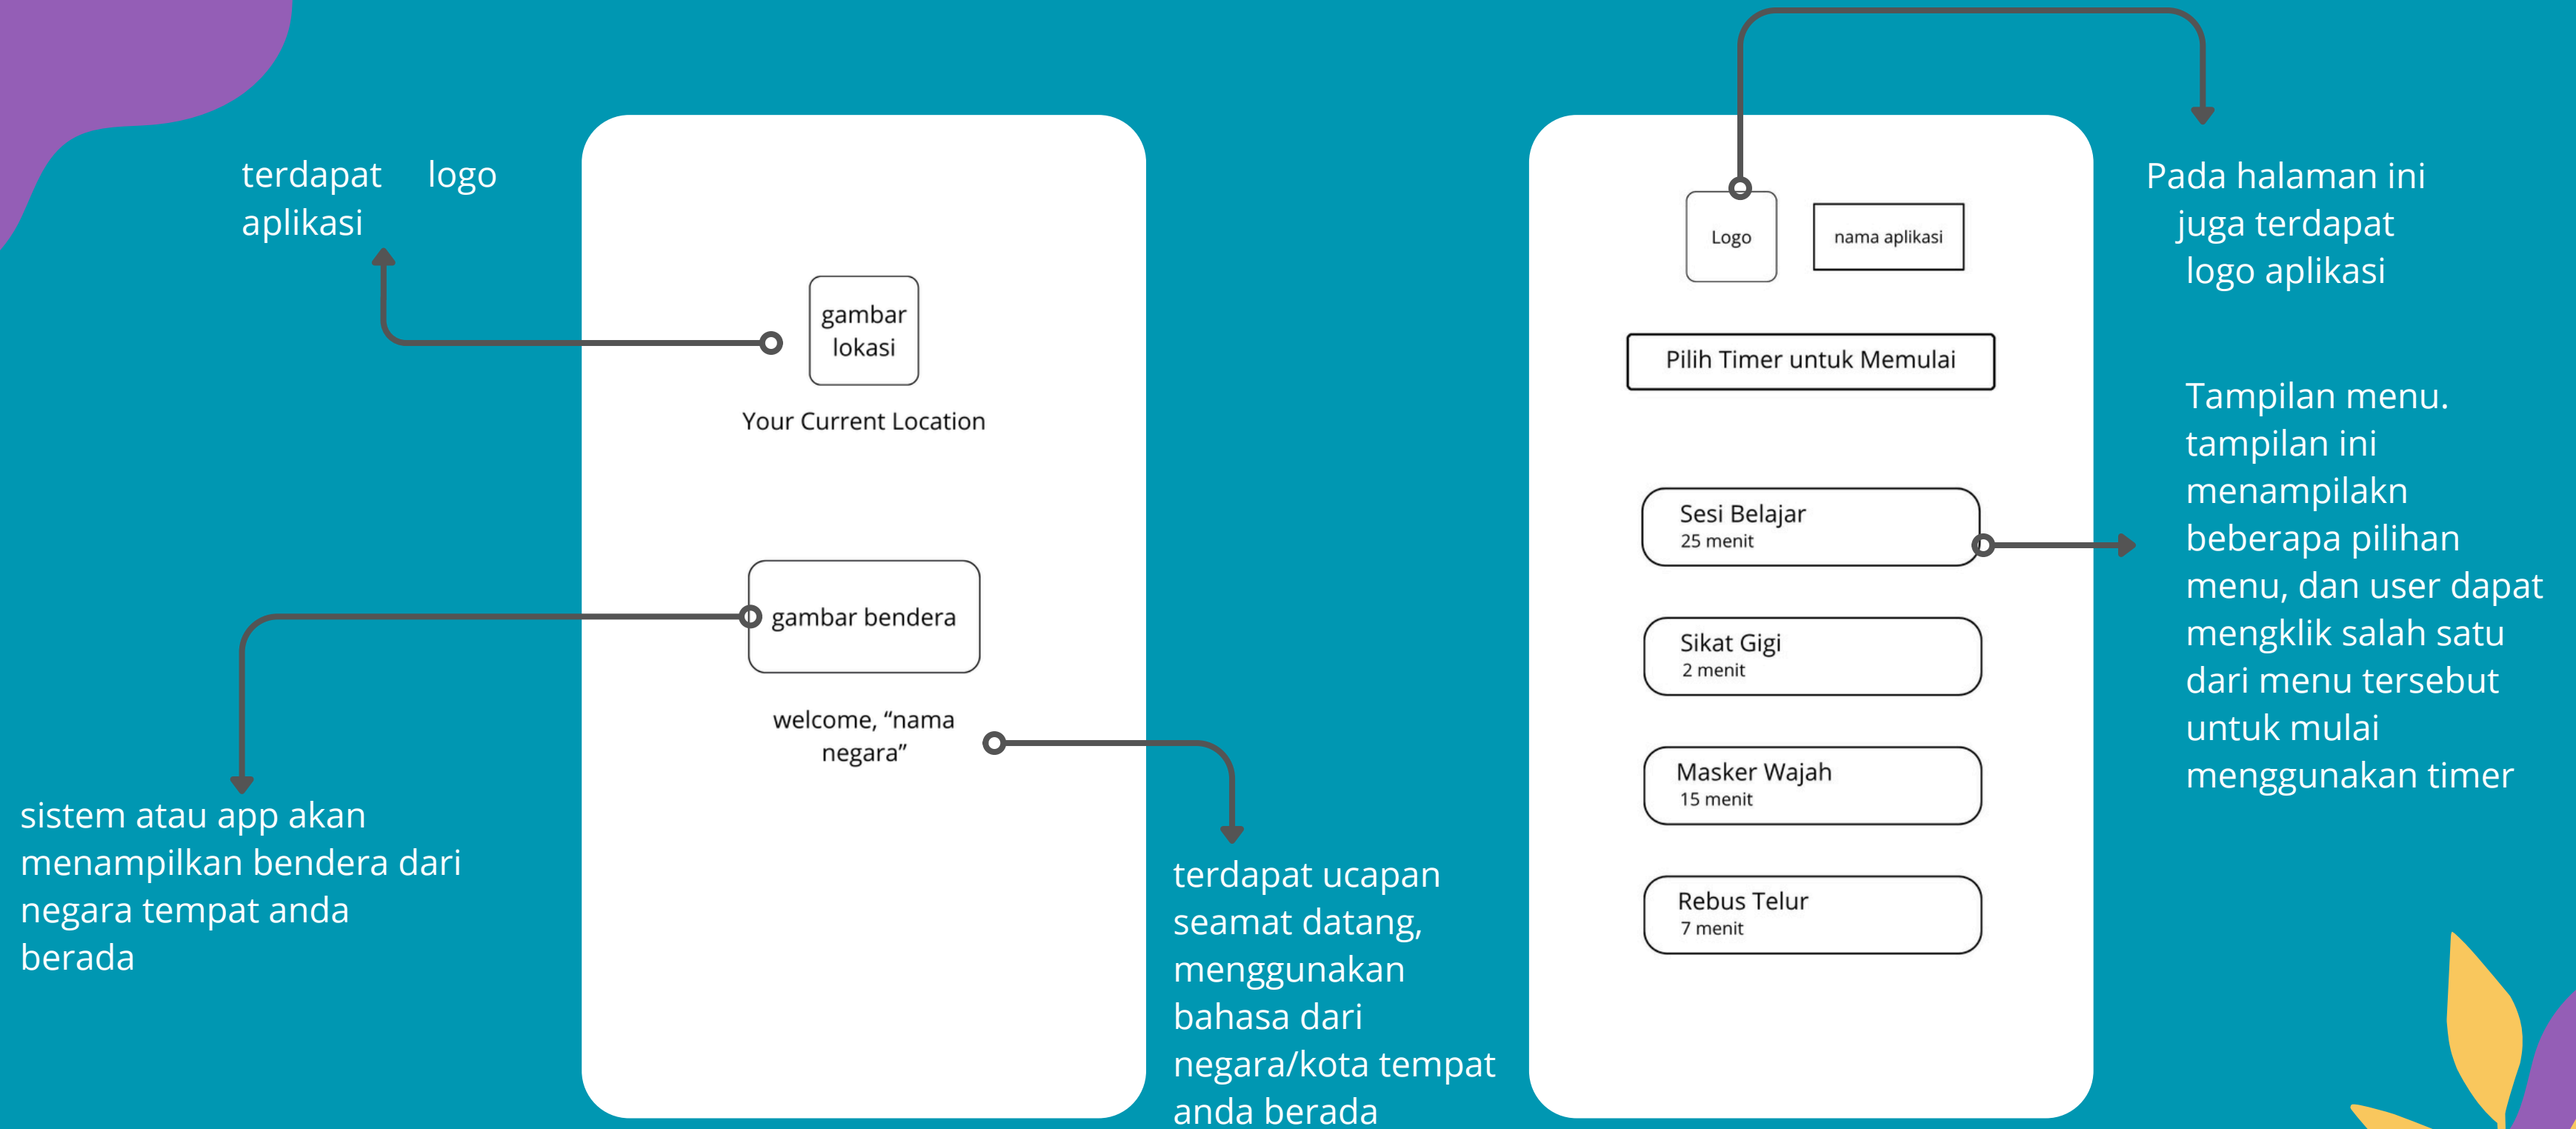 terdapat logo
aplikasi
gambar
lokasi
Your Current Location
gambar bendera
welcome, “nama
negara”
sistem atau app akan
menampilkan bendera dari
negara tempat anda
berada
terdapat ucapan
seamat datang,
menggunakan
bahasa dari
negara/kota tempat
anda berada
Logo
nama aplikasi
Pilih Timer untuk Memulai
Sesi Belajar
25 menit
Sikat Gigi
2 menit
Masker Wajah
15 menit
Rebus Telur
7 menit
Pada halaman ini
juga terdapat
logo aplikasi
Tampilan menu.
tampilan ini
menampilakn
beberapa pilihan
menu, dan user dapat
mengklik salah satu
dari menu tersebut
untuk mulai
menggunakan timer